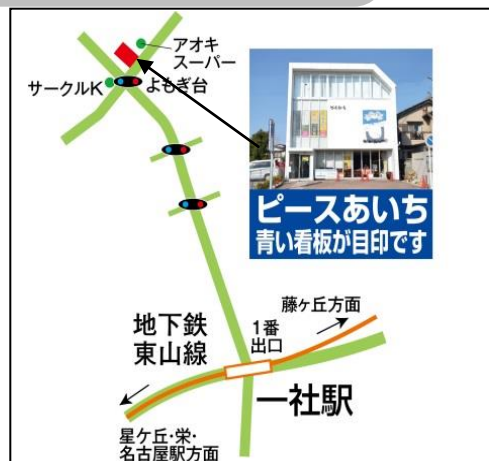 アオキ
スーパー
サークルK
よもぎ台
ピースあいち
青い看板が目印です
藤ヶ丘方面
1番
出口
地下鉄
東山線
一社駅
星ケ丘・栄・
名古屋駅方面